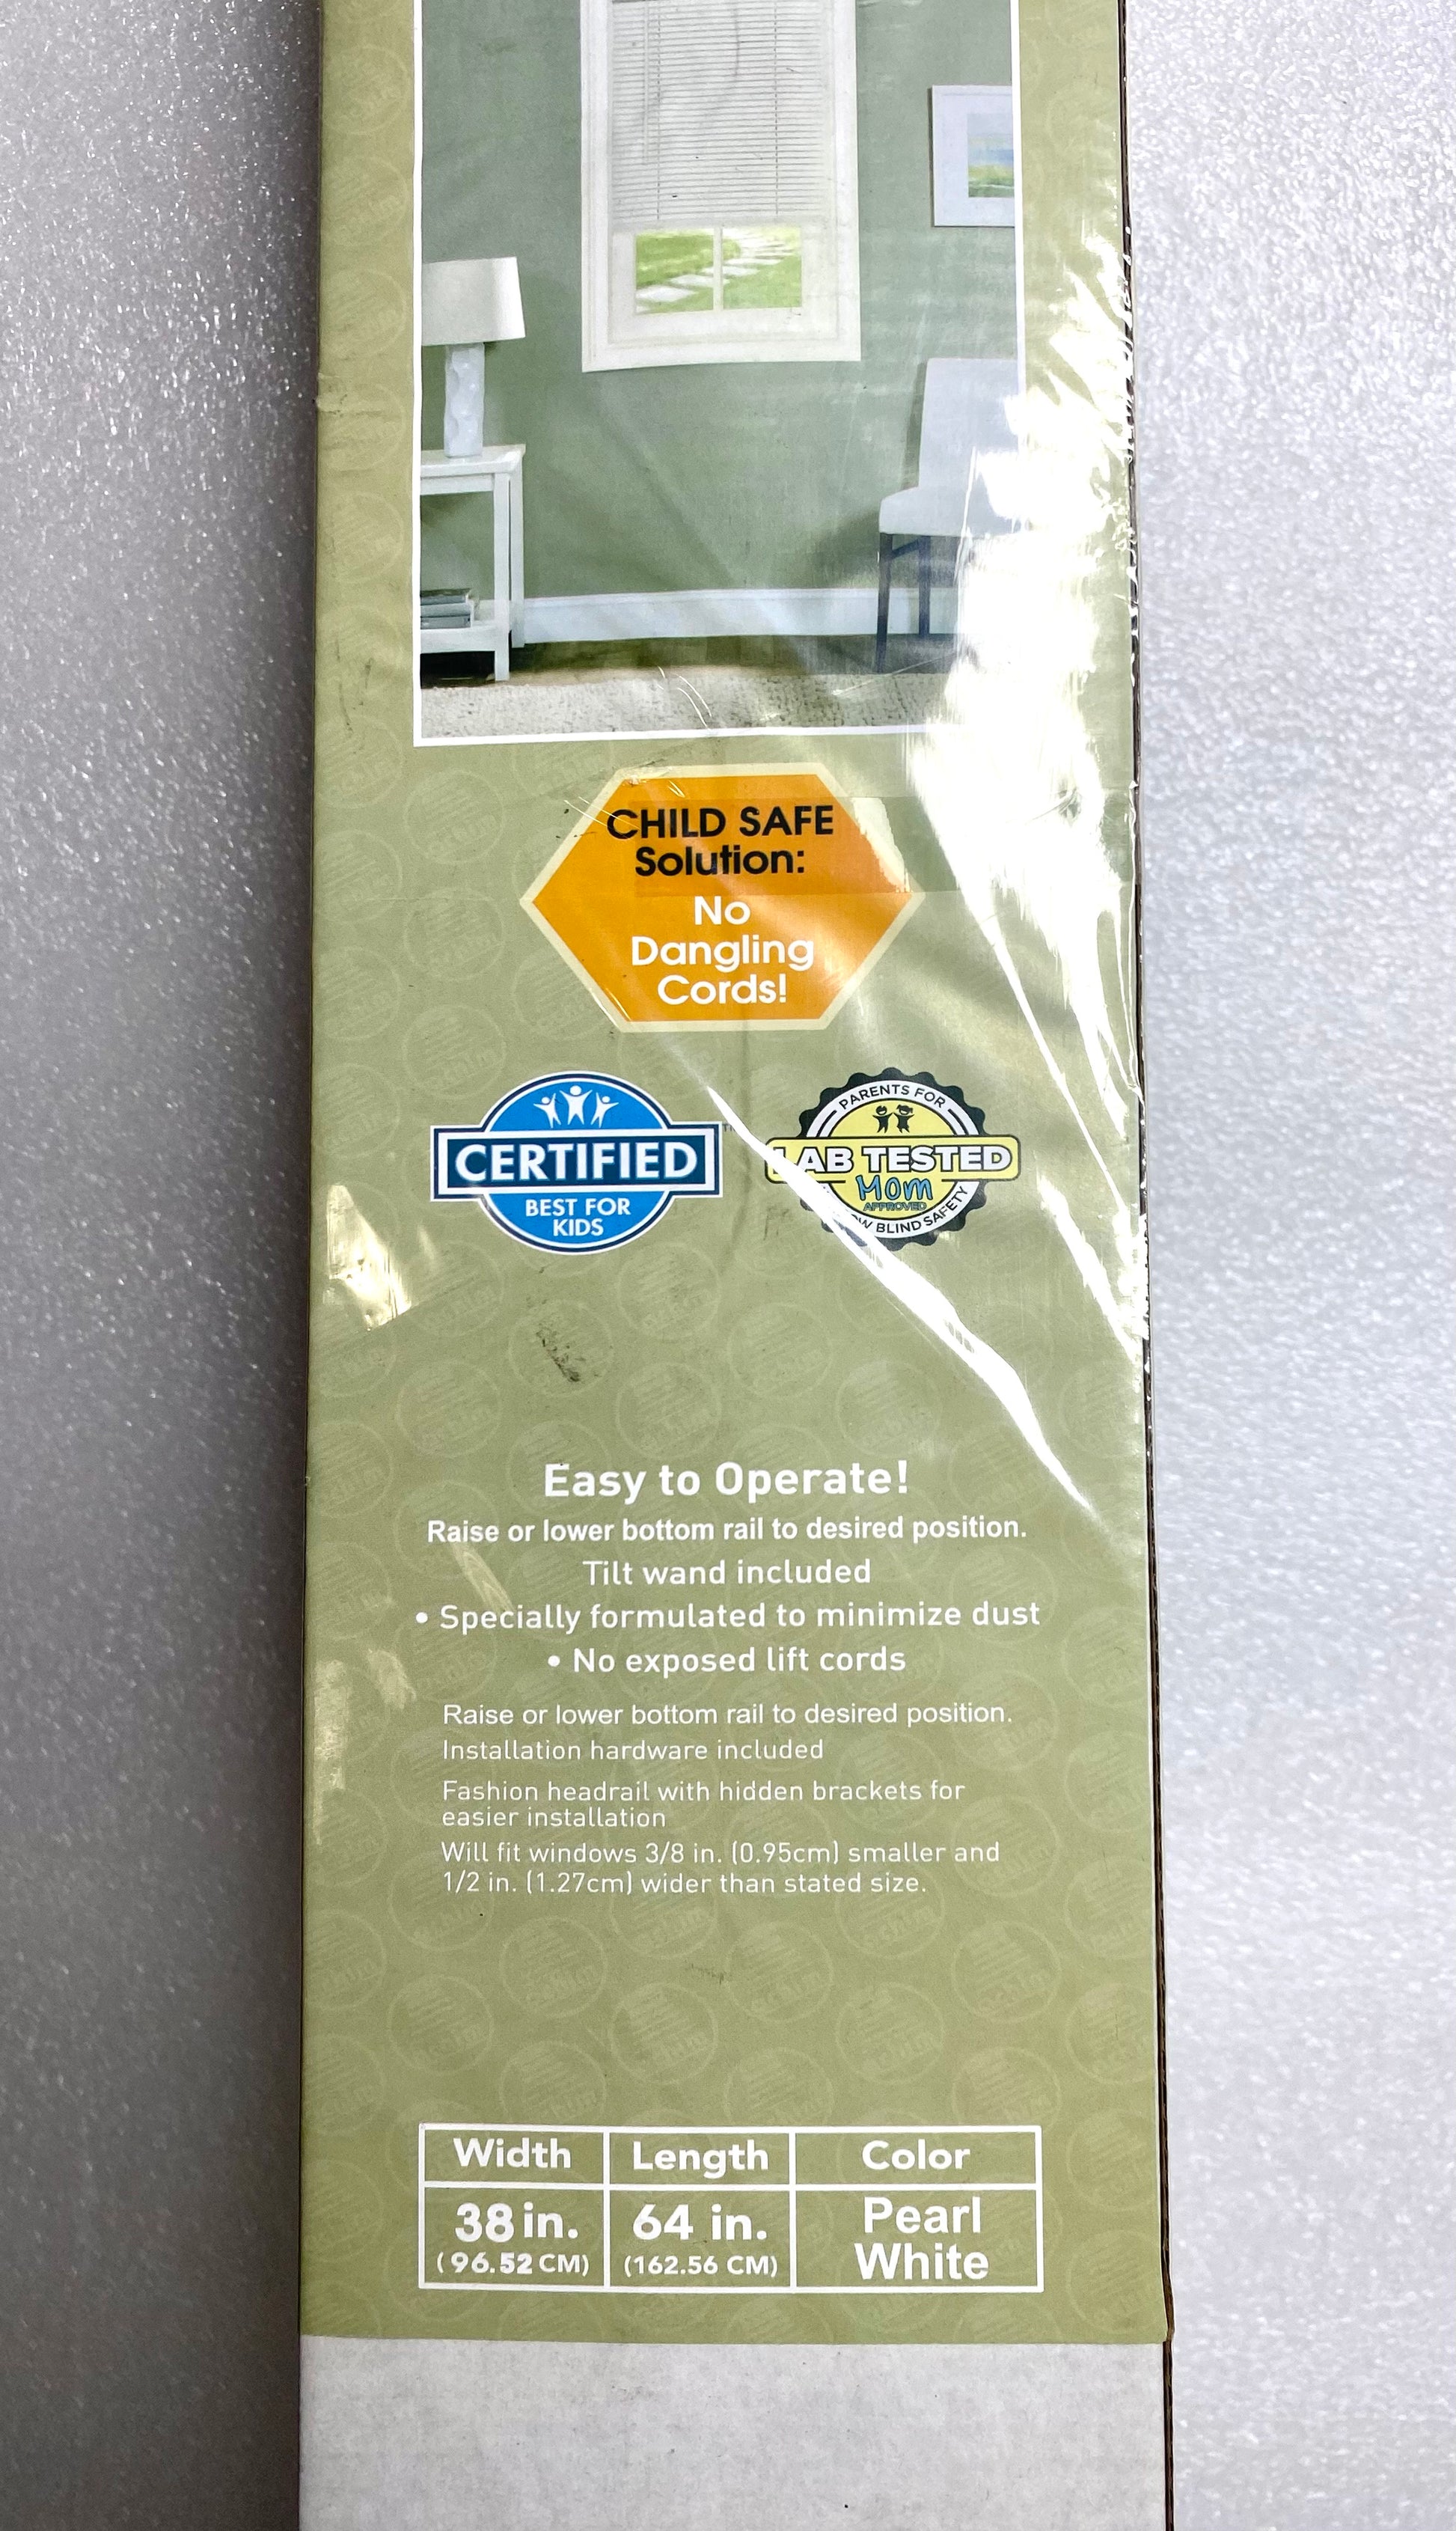 CHILD SAFE
Solution:
No
Dangling
Cords!
CERTIFIED
TM
BEST FOR
KIDS
PARENTS FOR
LAB TESTED
Mom
APPROVED
BLIND SAFETY
Easy to Operate!
Raise or lower bottom rail to desired position.
Tilt wand included
• Specially formulated to minimize dust
• No exposed lift cords
Raise or lower bottom rail to desired position.
Installation hardware included
Fashion headrail with hidden brackets for
easier installation
Will fit windows 3/8 in. (0.95cm) smaller and
1/2 in. (1.27cm) wider than stated size.
Width Length Color
38 in. 64 in. Pearl
(96.52 CM) (162.56 CM) White